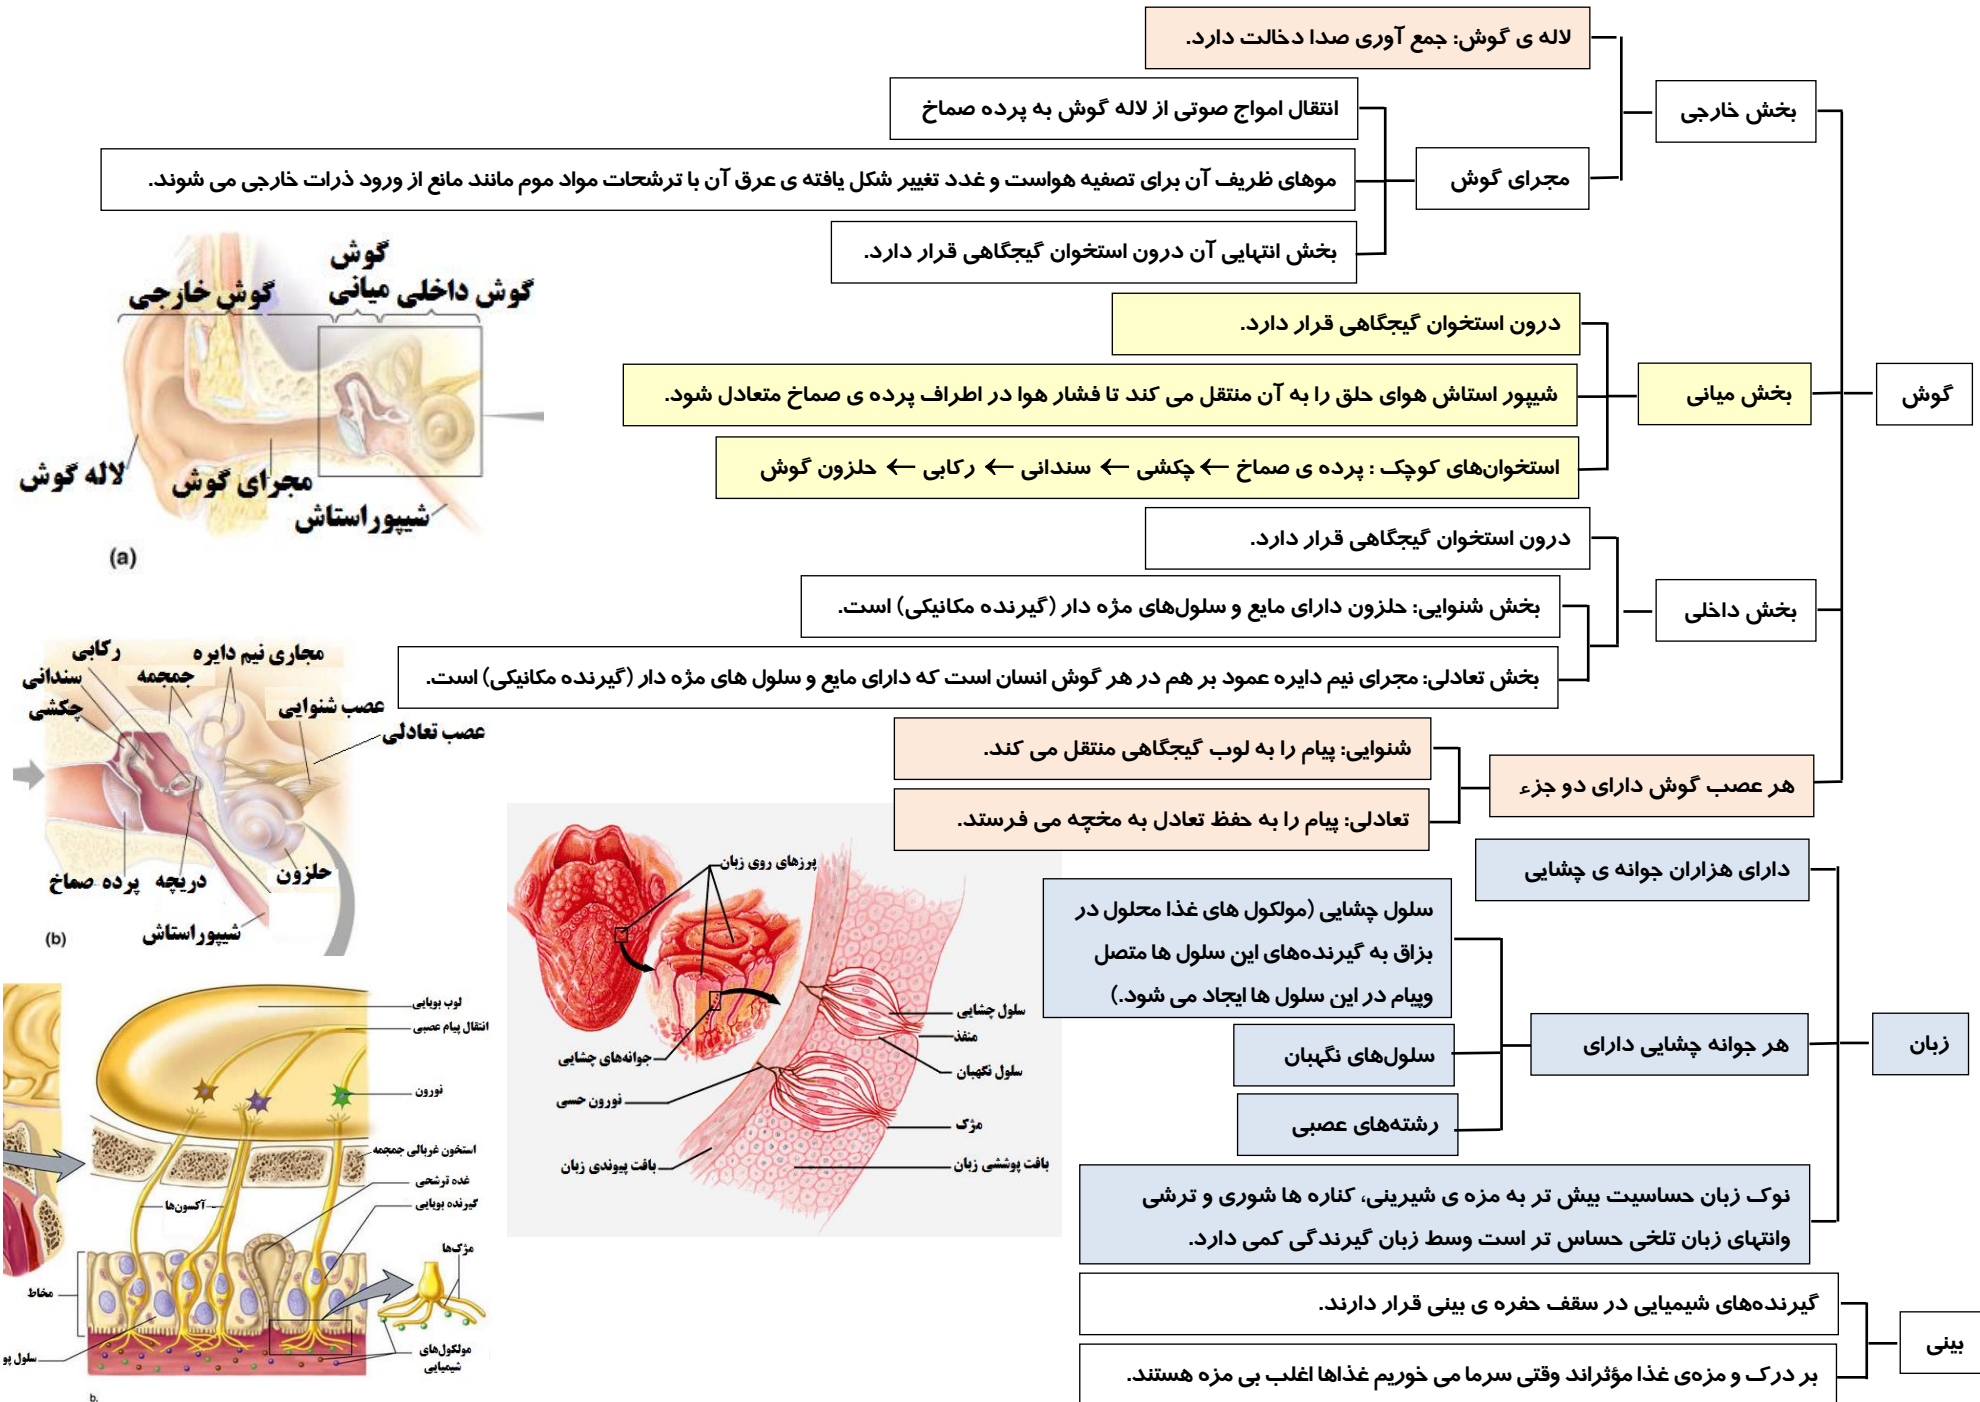 لاله ی گوش: جمع آوری صدا دخالت دارد.
انتقال امواج صوتی از لاله گوش به پرده صماخ
بخش خارجی
مجرای گوش
موهای ظریف آن برای تصفیه هواست و غدد تغییر شکل یافته ی عرق آن با ترشحات مواد موم مانند مانع از ورود ذرات خارجی می شوند.
بخش انتهایی آن درون استخوان گیجگاهی قرار دارد.
درون استخوان گیجگاهی قرار دارد.
گوش
بخش میانی
شیپور استاش هوای حلق را به آن منتقل می کند تا فشار هوا در اطراف پرده ی صماخ متعادل شود.
استخوان‌های کوچک : پرده ی صماخ ← چکشی ← سندانی ← رکابی ← حلزون گوش
درون استخوان گیجگاهی قرار دارد.
بخش داخلی
بخش شنوایی: حلزون دارای مایع و سلول‌های مژه دار (گیرنده مکانیکی) است.
بخش تعادلی: مجرای نیم دایره عمود بر هم در هر گوش انسان است که دارای مایع و سلول های مژه دار (گیرنده مکانیکی) است.
هر عصب گوش دارای دو جزء
شنوایی: پیام را به لوب گیجگاهی منتقل می کند.
تعادلی: پیام را به حفظ تعادل به مخچه می فرستد.
دارای هزاران جوانه ی چشایی
زبان
هر جوانه چشایی دارای
سلول چشایی (مولکول های غذا محلول در
بزاق به گیرنده‌های این سلول ها متصل
وپیام در این سلول ها ایجاد می شود.)
سلول‌های نگهبان
رشته‌های عصبی
نوک زبان حساسیت بیش تر به مزه ی شیرینی، کناره ها شوری و ترشی
وانتهای زبان تلخی حساس تر است وسط زبان گیرندگی کمی دارد.
بینی
گیرنده‌های شیمیایی در سقف حفره ی بینی قرار دارند.
بر درک و مزه‌ی غذا مؤثراند وقتی سرما می خوریم غذاها اغلب بی مزه هستند.
گوش خارجی
گوش
میانی
گوش داخلی
لاله گوش
مجرای گوش
شیپور استاش
(a)
رکابی
سندانی
چکشی
جمجمه
مجاری نیم دایره
عصب شنوایی
عصب تعادلی
حلزون
دریچه
پرده صماخ
شیپور استاش
(b)
پرزهای روی زبان
جوانه‌های چشایی
نورون حسی
بافت پیوندی زبان
سلول چشایی
منفذ
سلول نگهبان
مژک
بافت پوششی زبان
لوب بویایی
انتقال پیام عصبی
نورون
استخون غربالی جمجمه
غده ترشحی
گیرنده بویایی
آکسون‌ها
مژک‌ها
مخاط
سلول پو
مولکول‌های
شیمیایی
b.